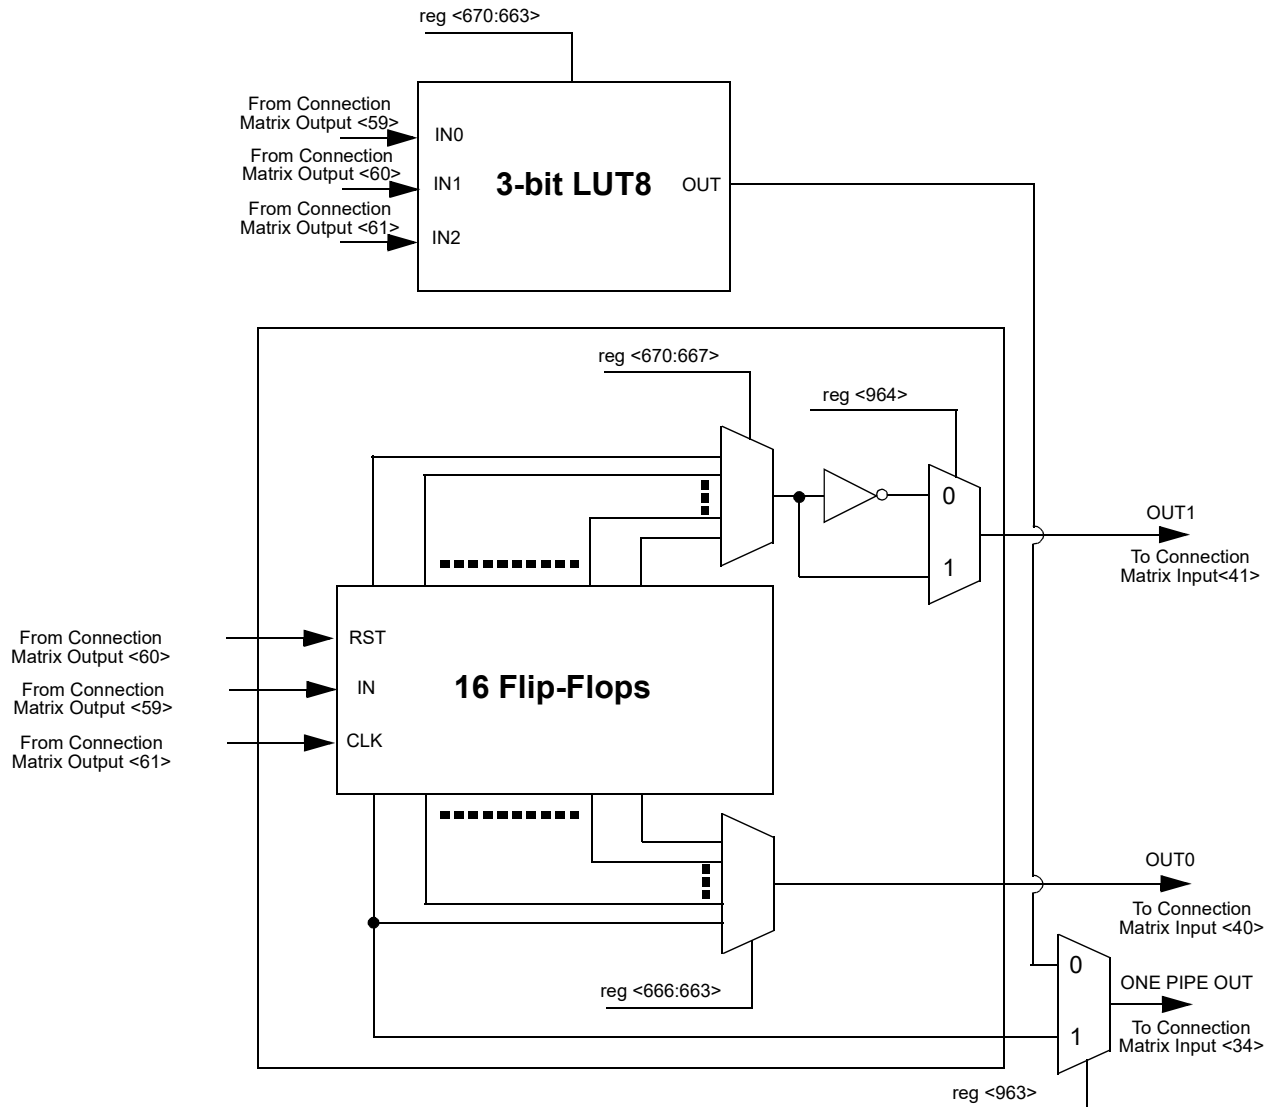 reg <670:663>
From Connection
Matrix Output <59>
IN0
From Connection
Matrix Output <60>
IN1
3-bit LUT8
OUT
From Connection
Matrix Output <61>
IN2
reg <670:667>
reg <964>
0
OUT1
To Connection
Matrix Input<41>
1
From Connection
Matrix Output <60>
RST
From Connection
Matrix Output <59>
IN
16 Flip-Flops
From Connection
Matrix Output <61>
CLK
OUT0
To Connection
Matrix Input <40>
0
reg <666:663>
ONE PIPE OUT
To Connection
Matrix Input <34>
1
reg <963>